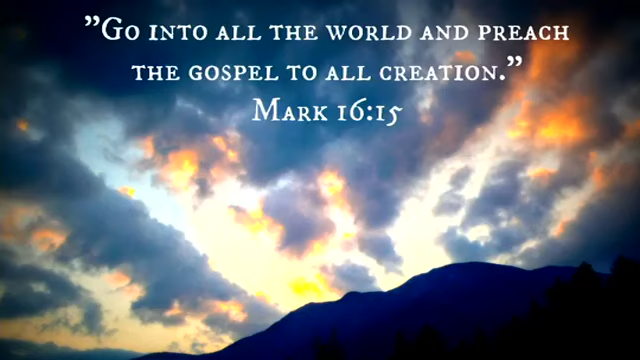 "Go into all the world and preach
the gospel to all creation."
Mark 16:15